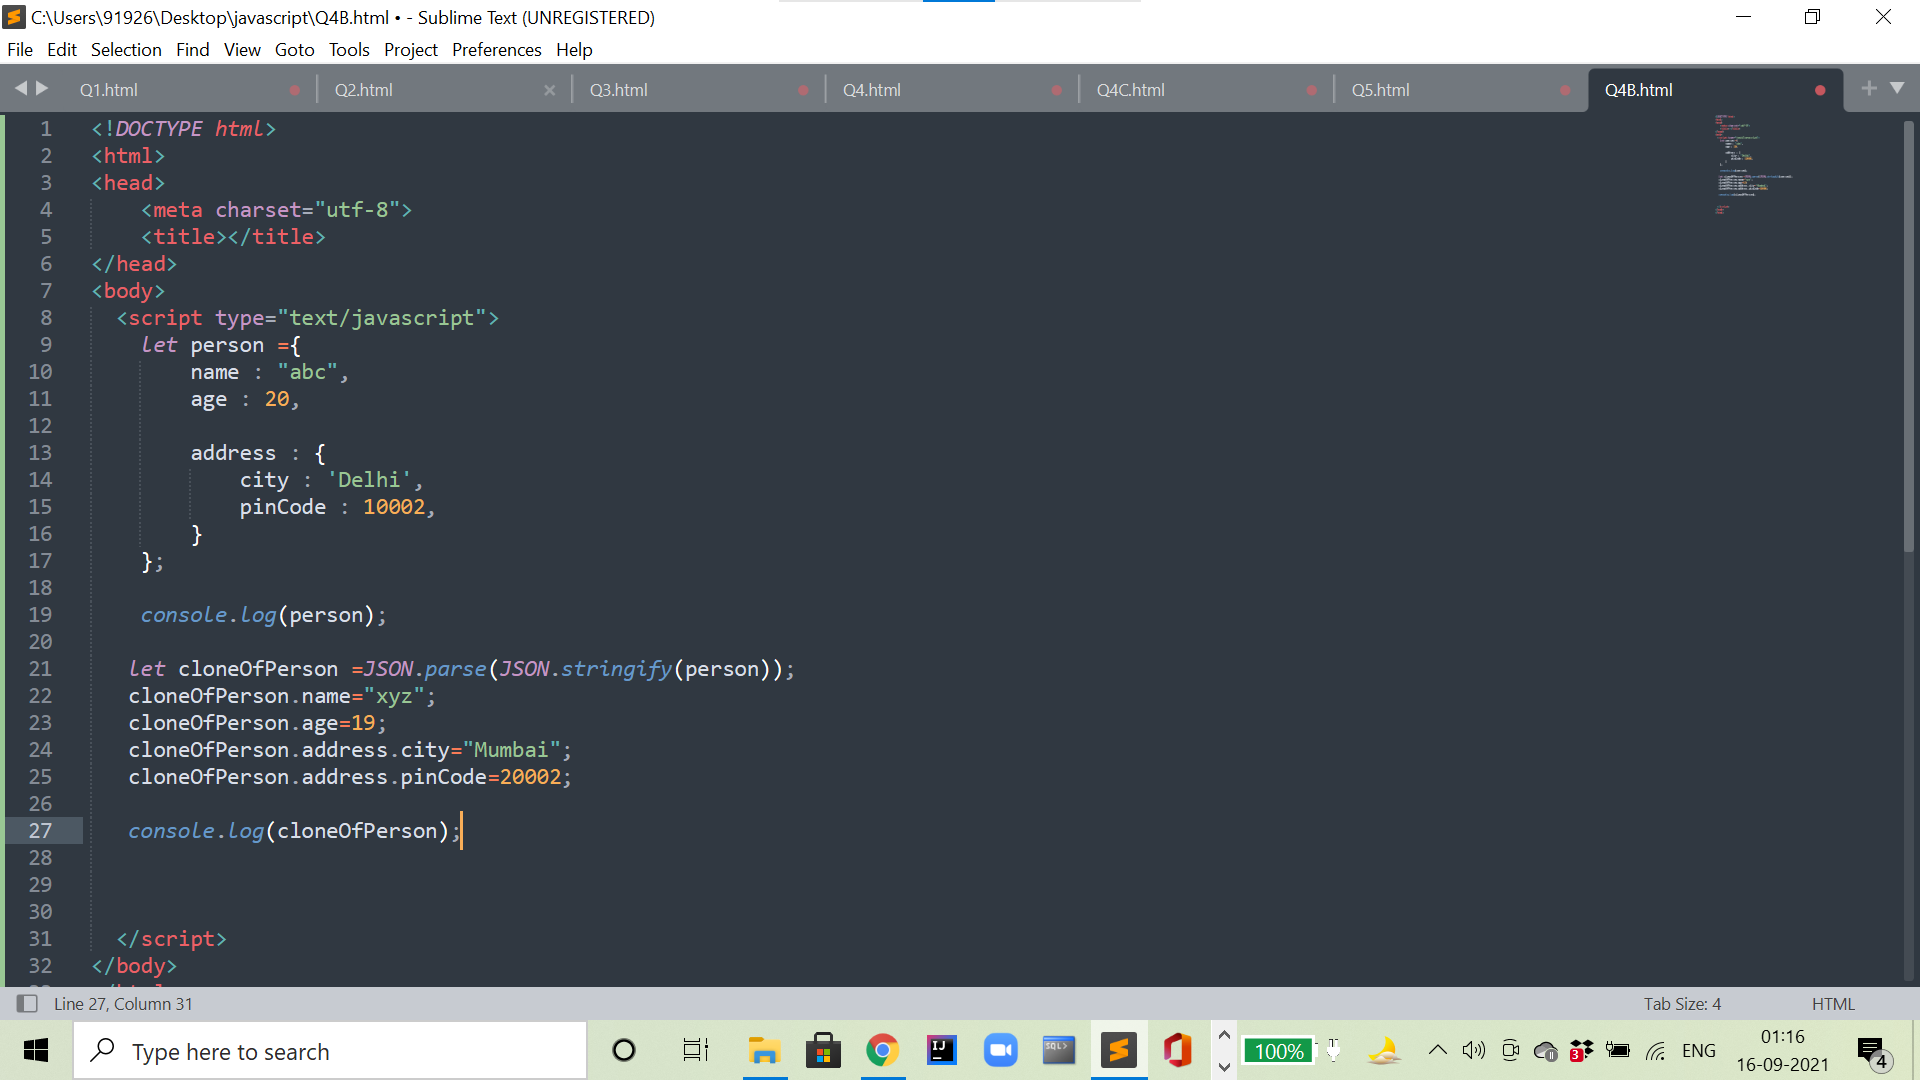 C:\Users\91926\Desktop\javascript\Q4B.html • - Sublime Text (UNREGISTERED)
File Edit Selection Find View Goto Tools Project Preferences Help
Q1.html Q2.html Q3.html Q4.html Q4C.html Q5.html Q4B.html
1 <!DOCTYPE html>
2 <html>
3 <head>
4 <meta charset="utf-8">
5 <title></title>
6 </head>
7 <body>
8 <script type="text/javascript">
9 let person ={
10 name : "abc",
11 age : 20,
12
13 address : {
14 city : 'Delhi',
15 pinCode : 10002,
16 }
17 };
18
19 console.log(person);
20
21 let cloneOfPerson =JSON.parse(JSON.stringify(person));
22 cloneOfPerson.name="xyz";
23 cloneOfPerson.age=19;
24 cloneOfPerson.address.city="Mumbai";
25 cloneOfPerson.address.pinCode=20002;
26
27 console.log(cloneOfPerson);
28
29
30
31 </script>
32 </body>
Line 27, Column 31 Tab Size: 4 HTML
Type here to search
IJ
SQL>
100%
3
ENG
01:16
16-09-2021
4